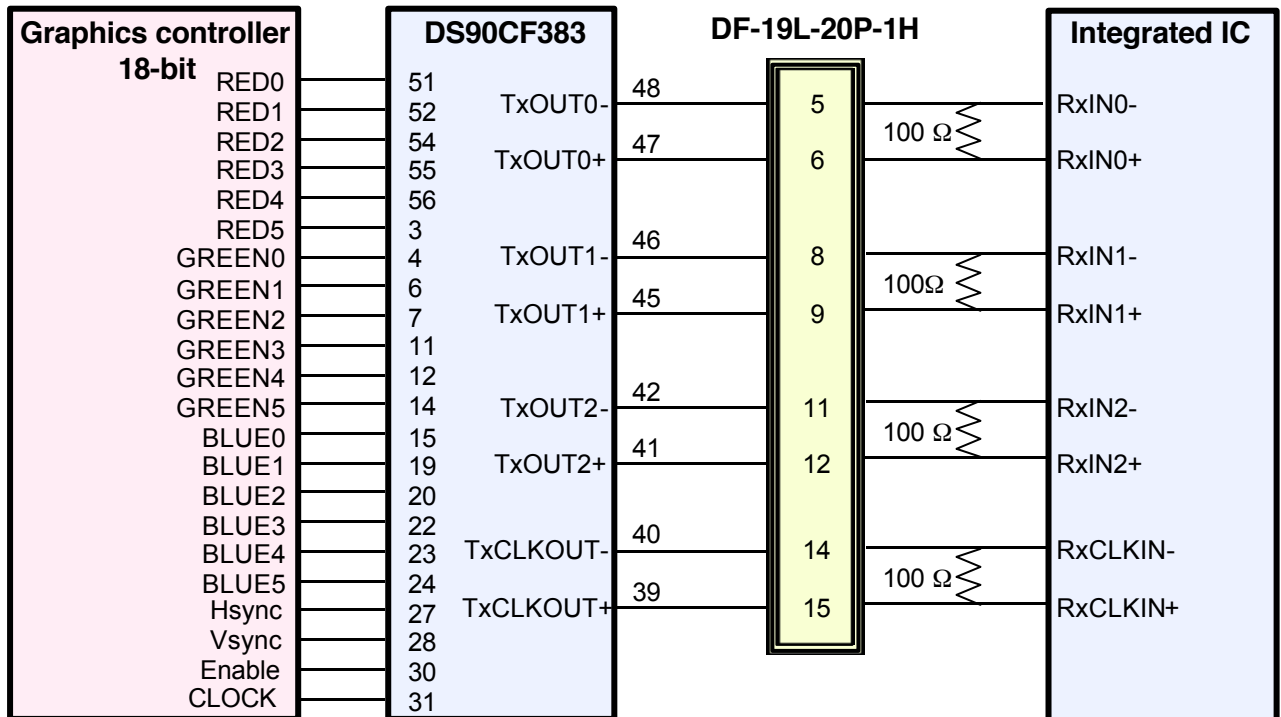 Graphics controller
18-bit
RED0
RED1
RED2
RED3
RED4
RED5
GREEN0
GREEN1
GREEN2
GREEN3
GREEN4
GREEN5
BLUE0
BLUE1
BLUE2
BLUE3
BLUE4
BLUE5
Hsync
Vsync
Enable
CLOCK
DS90CF383
51
52
54
55
56
3
4
6
7
11
12
14
15
19
20
22
23
24
27
28
30
31
TxOUT0-
TxOUT0+
TxOUT1-
TxOUT1+
TxOUT2-
TxOUT2+
TxCLKOUT-
TxCLKOUT+
48
47
46
45
42
41
40
39
DF-19L-20P-1H
5
6
8
9
11
12
14
15
100 Ω
100Ω
100 Ω
100 Ω
Integrated IC
RxIN0-
RxIN0+
RxIN1-
RxIN1+
RxIN2-
RxIN2+
RxCLKIN-
RxCLKIN+